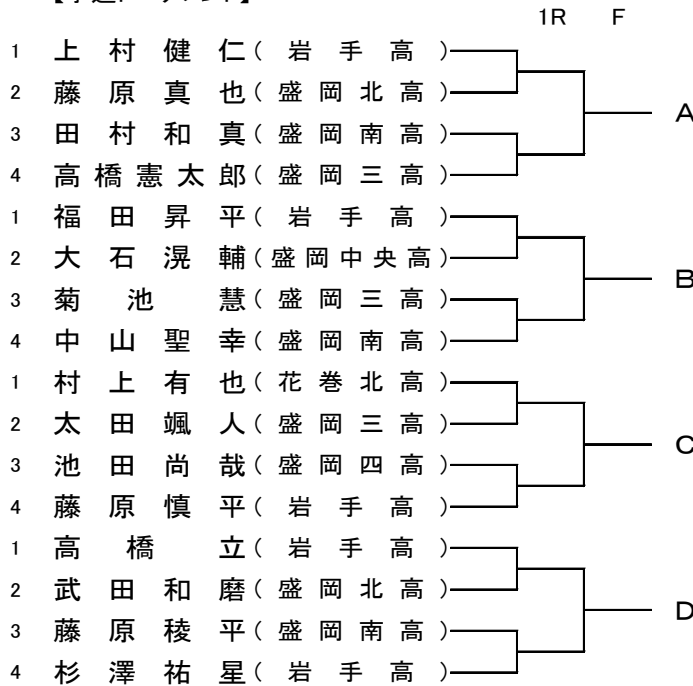 1R F
1 上村健仁(岩手高)
2 藤原真也(盛岡北高) A
3 田村和真(盛岡南高)
4 高橋憲太郎(盛岡三高)
1 福田昇平(岩手高)
2 大石滉輔(盛岡中央高) B
3 菊池慧(盛岡三高)
4 中山聖幸(盛岡南高)
1 村上有也(花巻北高)
2 太田颯人(盛岡三高) C
3 池田尚哉(盛岡四高)
4 藤原慎平(岩手高)
1 高橋立(岩手高)
2 武田和磨(盛岡北高) D
3 藤原稜平(盛岡南高)
4 杉澤祐星(岩手高)